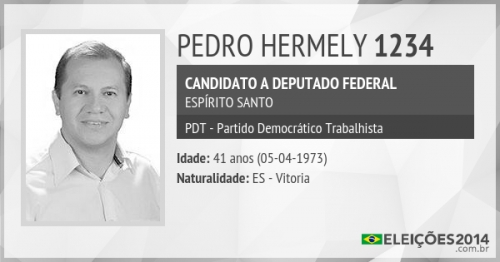 PEDRO HERMELY 1234
CANDIDATO A DEPUTADO FEDERAL
ESPÍRITO SANTO
PDT - Partido Democrático Trabalhista
Idade: 41 anos (05-04-1973)
Naturalidade: ES - Vitoria
ELEIÇÕES2014
.com.br